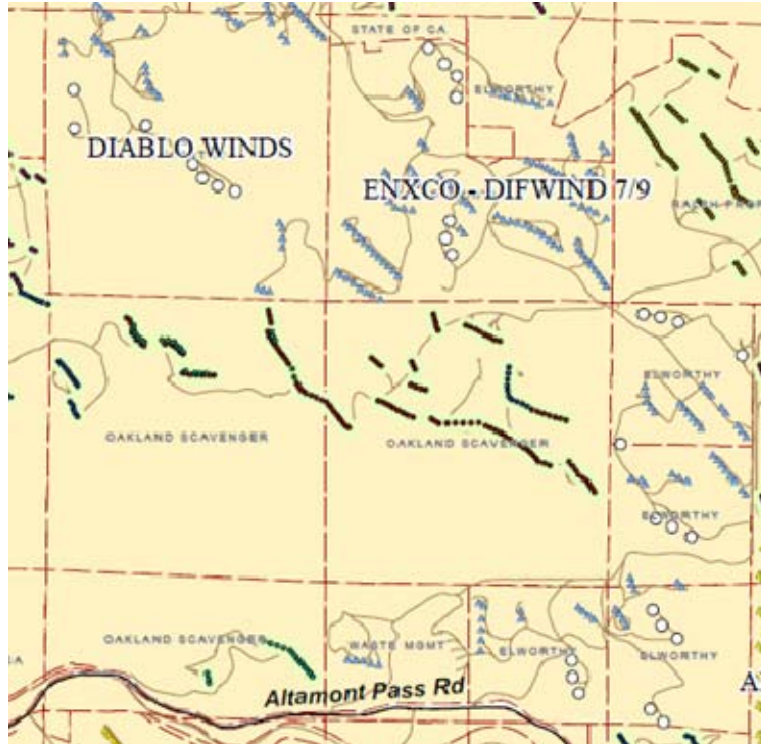 STATE OF CA.
ELWORTHY
DIABLO WINDS
ENXCO - DIFWIND 7/9
ELWORTHY
OAKLAND SCAVENGER
OAKLAND SCAVENGER
ELWORTHY
OAKLAND SCAVENGER
WASTE MGMT
ELWORTHY
ELWORTHY
Altamont Pass Rd